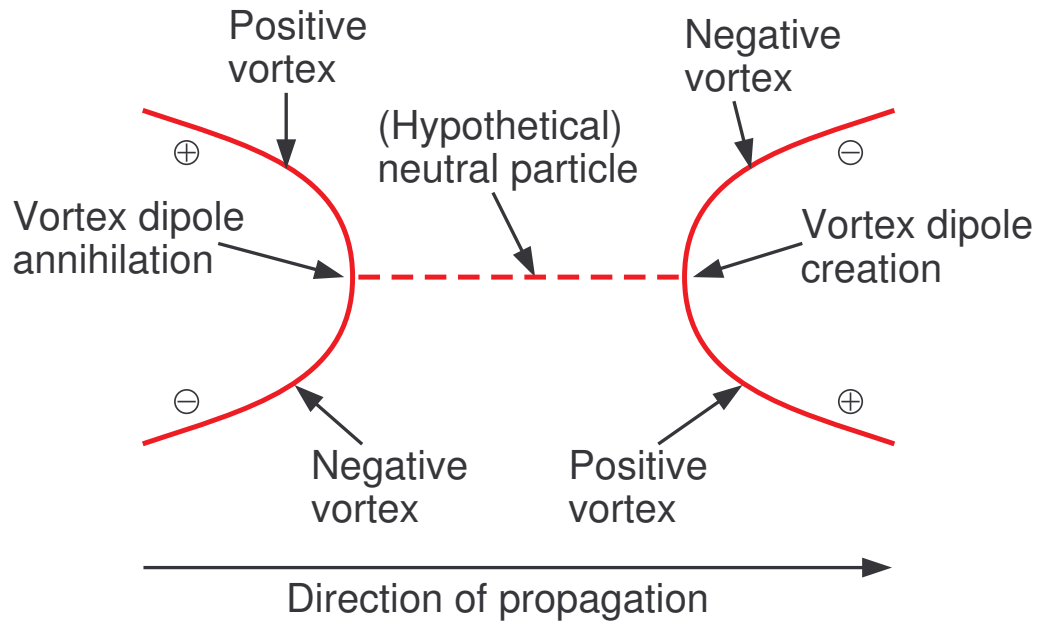 Positive
vortex
Negative
vortex
(Hypothetical)
neutral particle
⊕
⊖
Vortex dipole
annihilation
Vortex dipole
creation
⊖
⊕
Negative
vortex
Positive
vortex
Direction of propagation